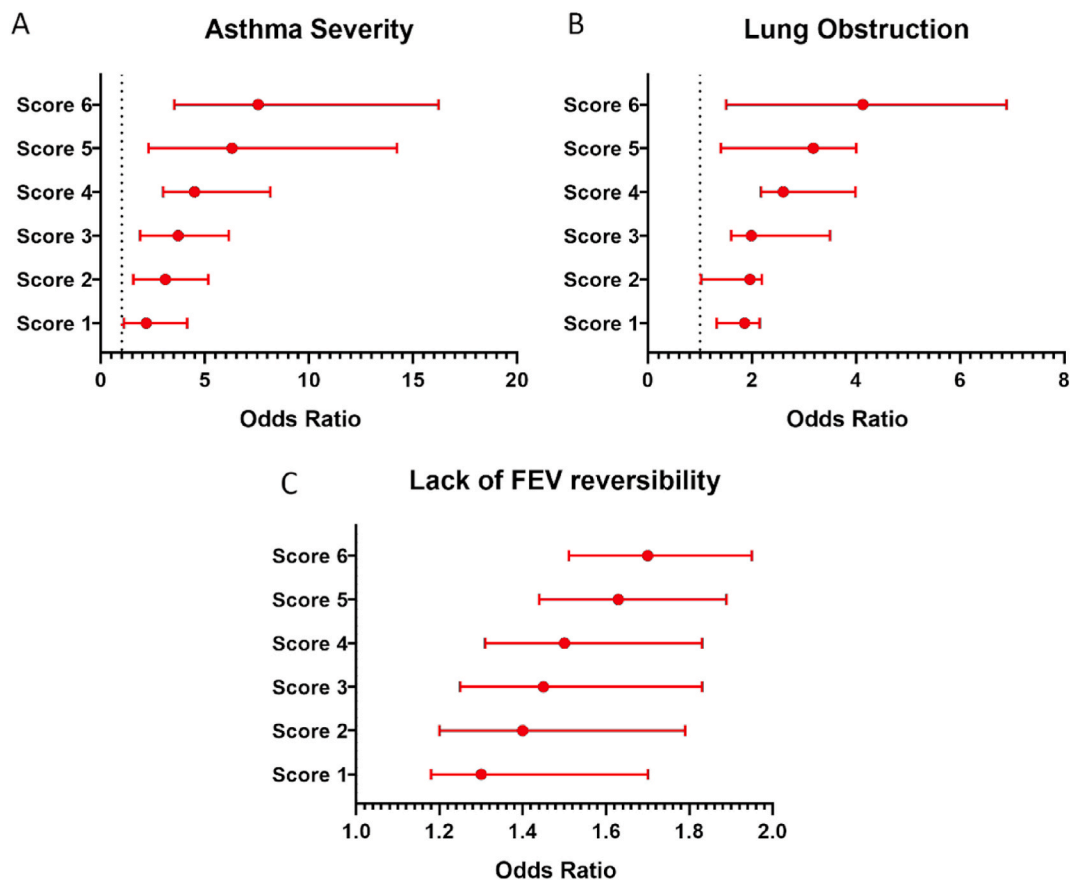 A
Asthma Severity
Score 6
Score 5
Score 4
Score 3
Score 2
Score 1
0 5 10 15 20
Odds Ratio
B
Lung Obstruction
Score 6
Score 5
Score 4
Score 3
Score 2
Score 1
0 2 4 6 8
Odds Ratio
C
Lack of FEV reversibility
Score 6
Score 5
Score 4
Score 3
Score 2
Score 1
1.0 1.2 1.4 1.6 1.8 2.0
Odds Ratio